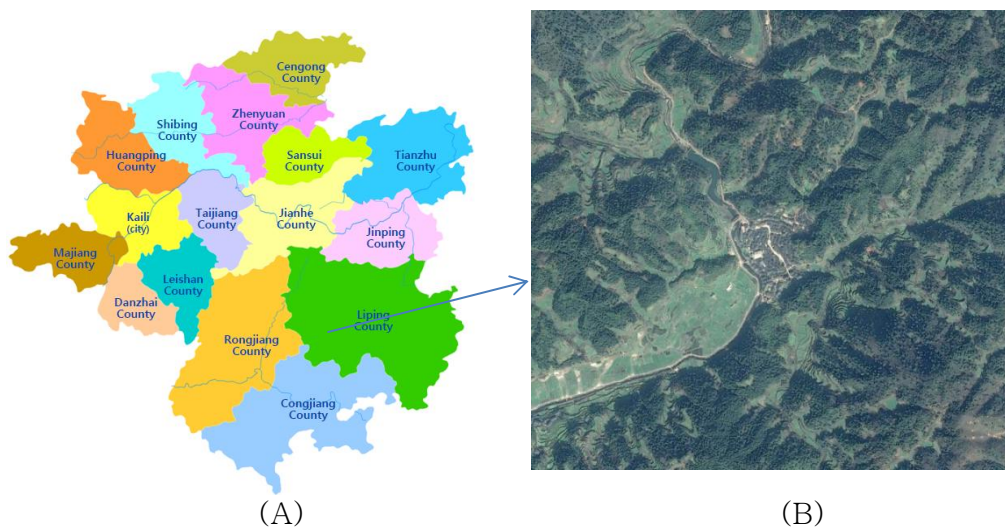 Cengong
County
Zhenyuan
County
Shibing
County
Huangping
County
Sansui
County
Tianzhu
County
Kaili
(city)
Taijiang
County
Jianhe
County
Jinping
County
Majiang
County
Leishan
County
Danzhai
County
Liping
County
Rongjiang
County
Congjiang
County
(A)
(B)